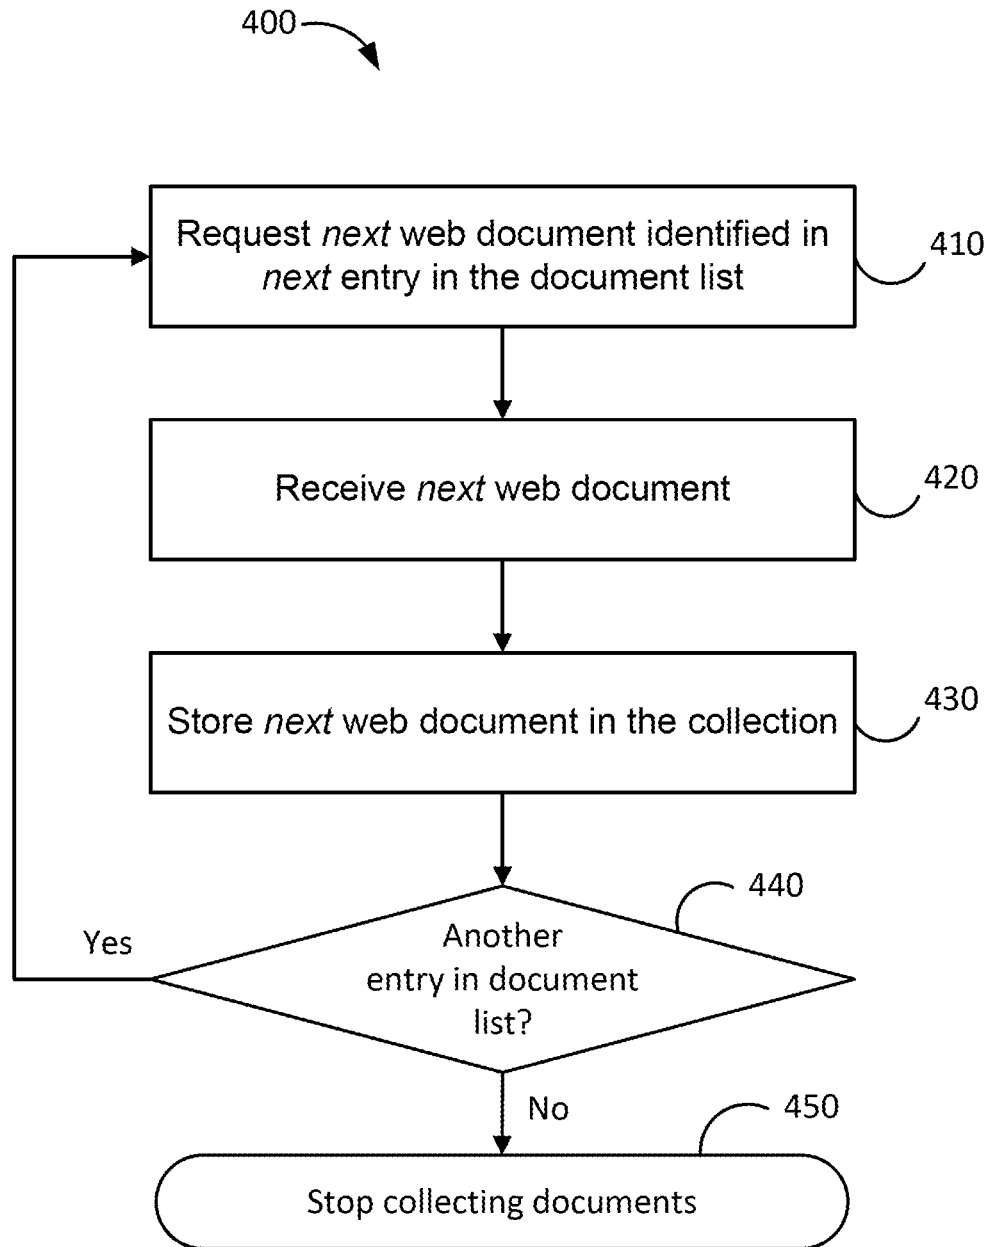 400
Request next web document identified in
next entry in the document list
410
Receive next web document
420
Store next web document in the collection
430
440
Another
entry in document
list?
Yes
No
450
Stop collecting documents